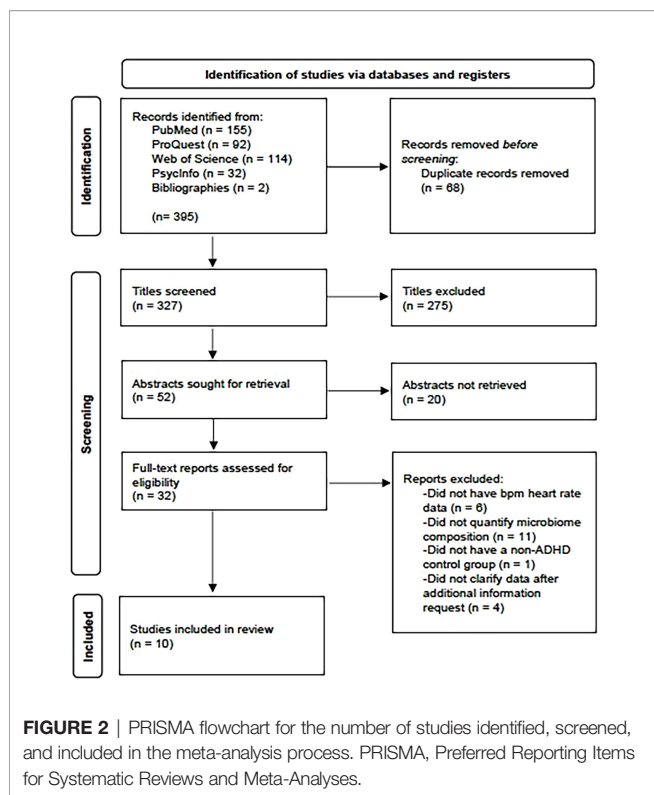 Identification of studies via databases and registers
Identification
Records identified from:
PubMed (n = 155)
ProQuest (n = 92)
Web of Science (n = 114)
PsycInfo (n = 32)
Bibliographies (n = 2)
(n= 395)
Records removed before
screening:
Duplicate records removed
(n = 68)
Screening
Titles screened
(n = 327)
Titles excluded
(n = 275)
Abstracts sought for retrieval
(n = 52)
Abstracts not retrieved
(n = 20)
Full-text reports assessed for
eligibility
(n = 32)
Reports excluded:
-Did not have bpm heart rate
data (n = 6)
-Did not quantify microbiome
composition (n = 11)
-Did not have a non-ADHD
control group (n = 1)
-Did not clarify data after
additional information
request (n = 4)
Included
Studies included in review
(n = 10)
FIGURE 2 | PRISMA flowchart for the number of studies identified, screened,
and included in the meta-analysis process. PRISMA, Preferred Reporting Items
for Systematic Reviews and Meta-Analyses.